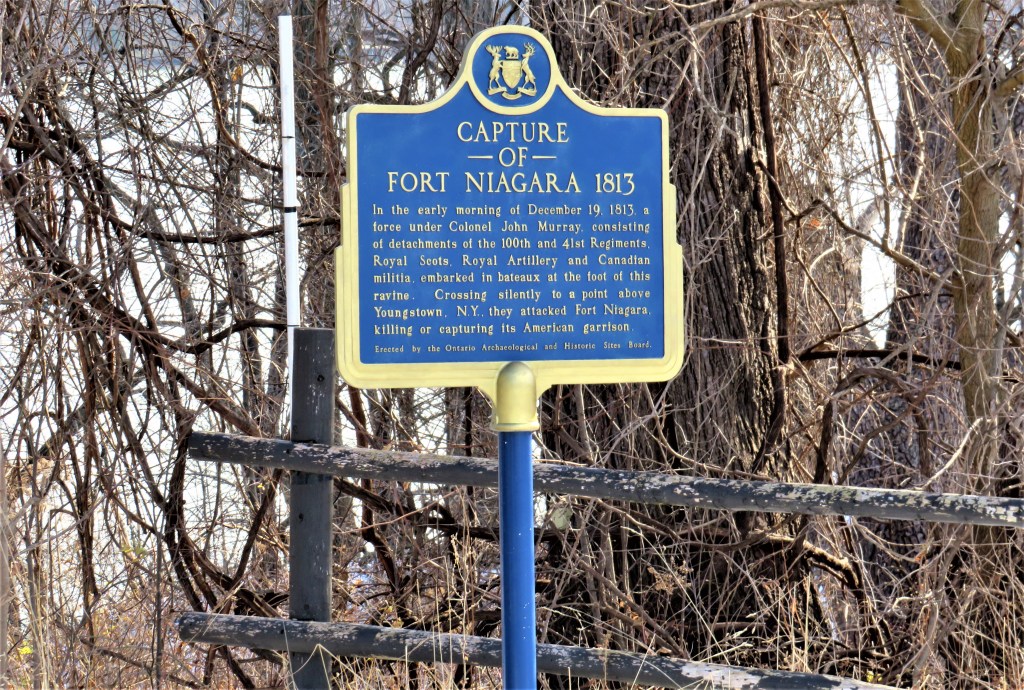 CAPTURE
—OF—
FORT NIAGARA 1813
In the early morning of December 19, 1813, a
force under Colonel John Murray, consisting
of detachments of the 100th and 41st Regiments,
Royal Scots, Royal Artillery and Canadian
militia, embarked in bateaux at the foot of this
ravine. Crossing silently to a point above
Youngstown, N.Y., they attacked Fort Niagara,
killing or capturing its American garrison.
Erected by the Ontario Archaeological and Historic Sites Board.